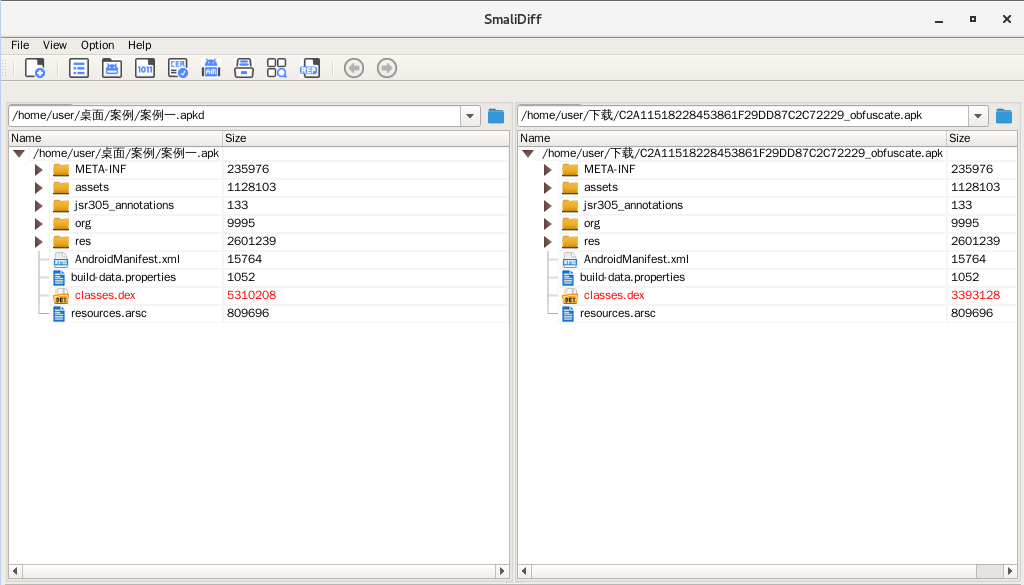 SmaliDiff
File View Option Help
/home/user/桌面/案例/案例一.apkd
/home/user/下载/C2A11518228453861F29DD87C2C72229_obfuscate.apk
Name Size
Name Size
/home/user/桌面/案例/案例一.apk
META-INF 235976
assets 1128103
jsr305_annotations 133
org 9995
res 2601239
AndroidManifest.xml 15764
build-data.properties 1052
classes.dex 5310208
resources.arsc 809696
/home/user/下载/C2A11518228453861F29DD87C2C72229_obfuscate.apk
META-INF 235976
assets 1128103
jsr305_annotations 133
org 9995
res 2601239
AndroidManifest.xml 15764
build-data.properties 1052
classes.dex 3393128
resources.arsc 809696